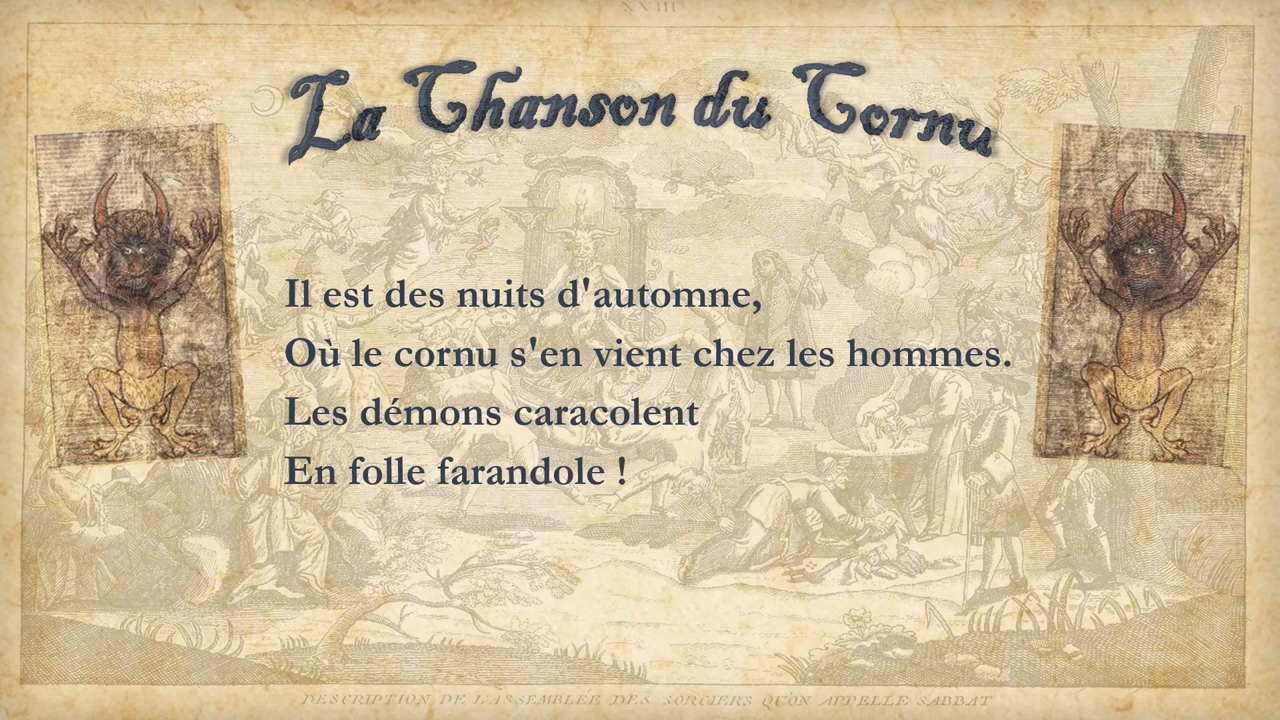 XVIII
La Chanson du Cornu
Il est des nuits d'automne,
Où le cornu s'en vient chez les hommes.
Les démons caracolent
En folle farandole !
DESCRIPTION DE L'ASSEMBLÉE DES SORCIERS QU'ON APPELLE SABBAT